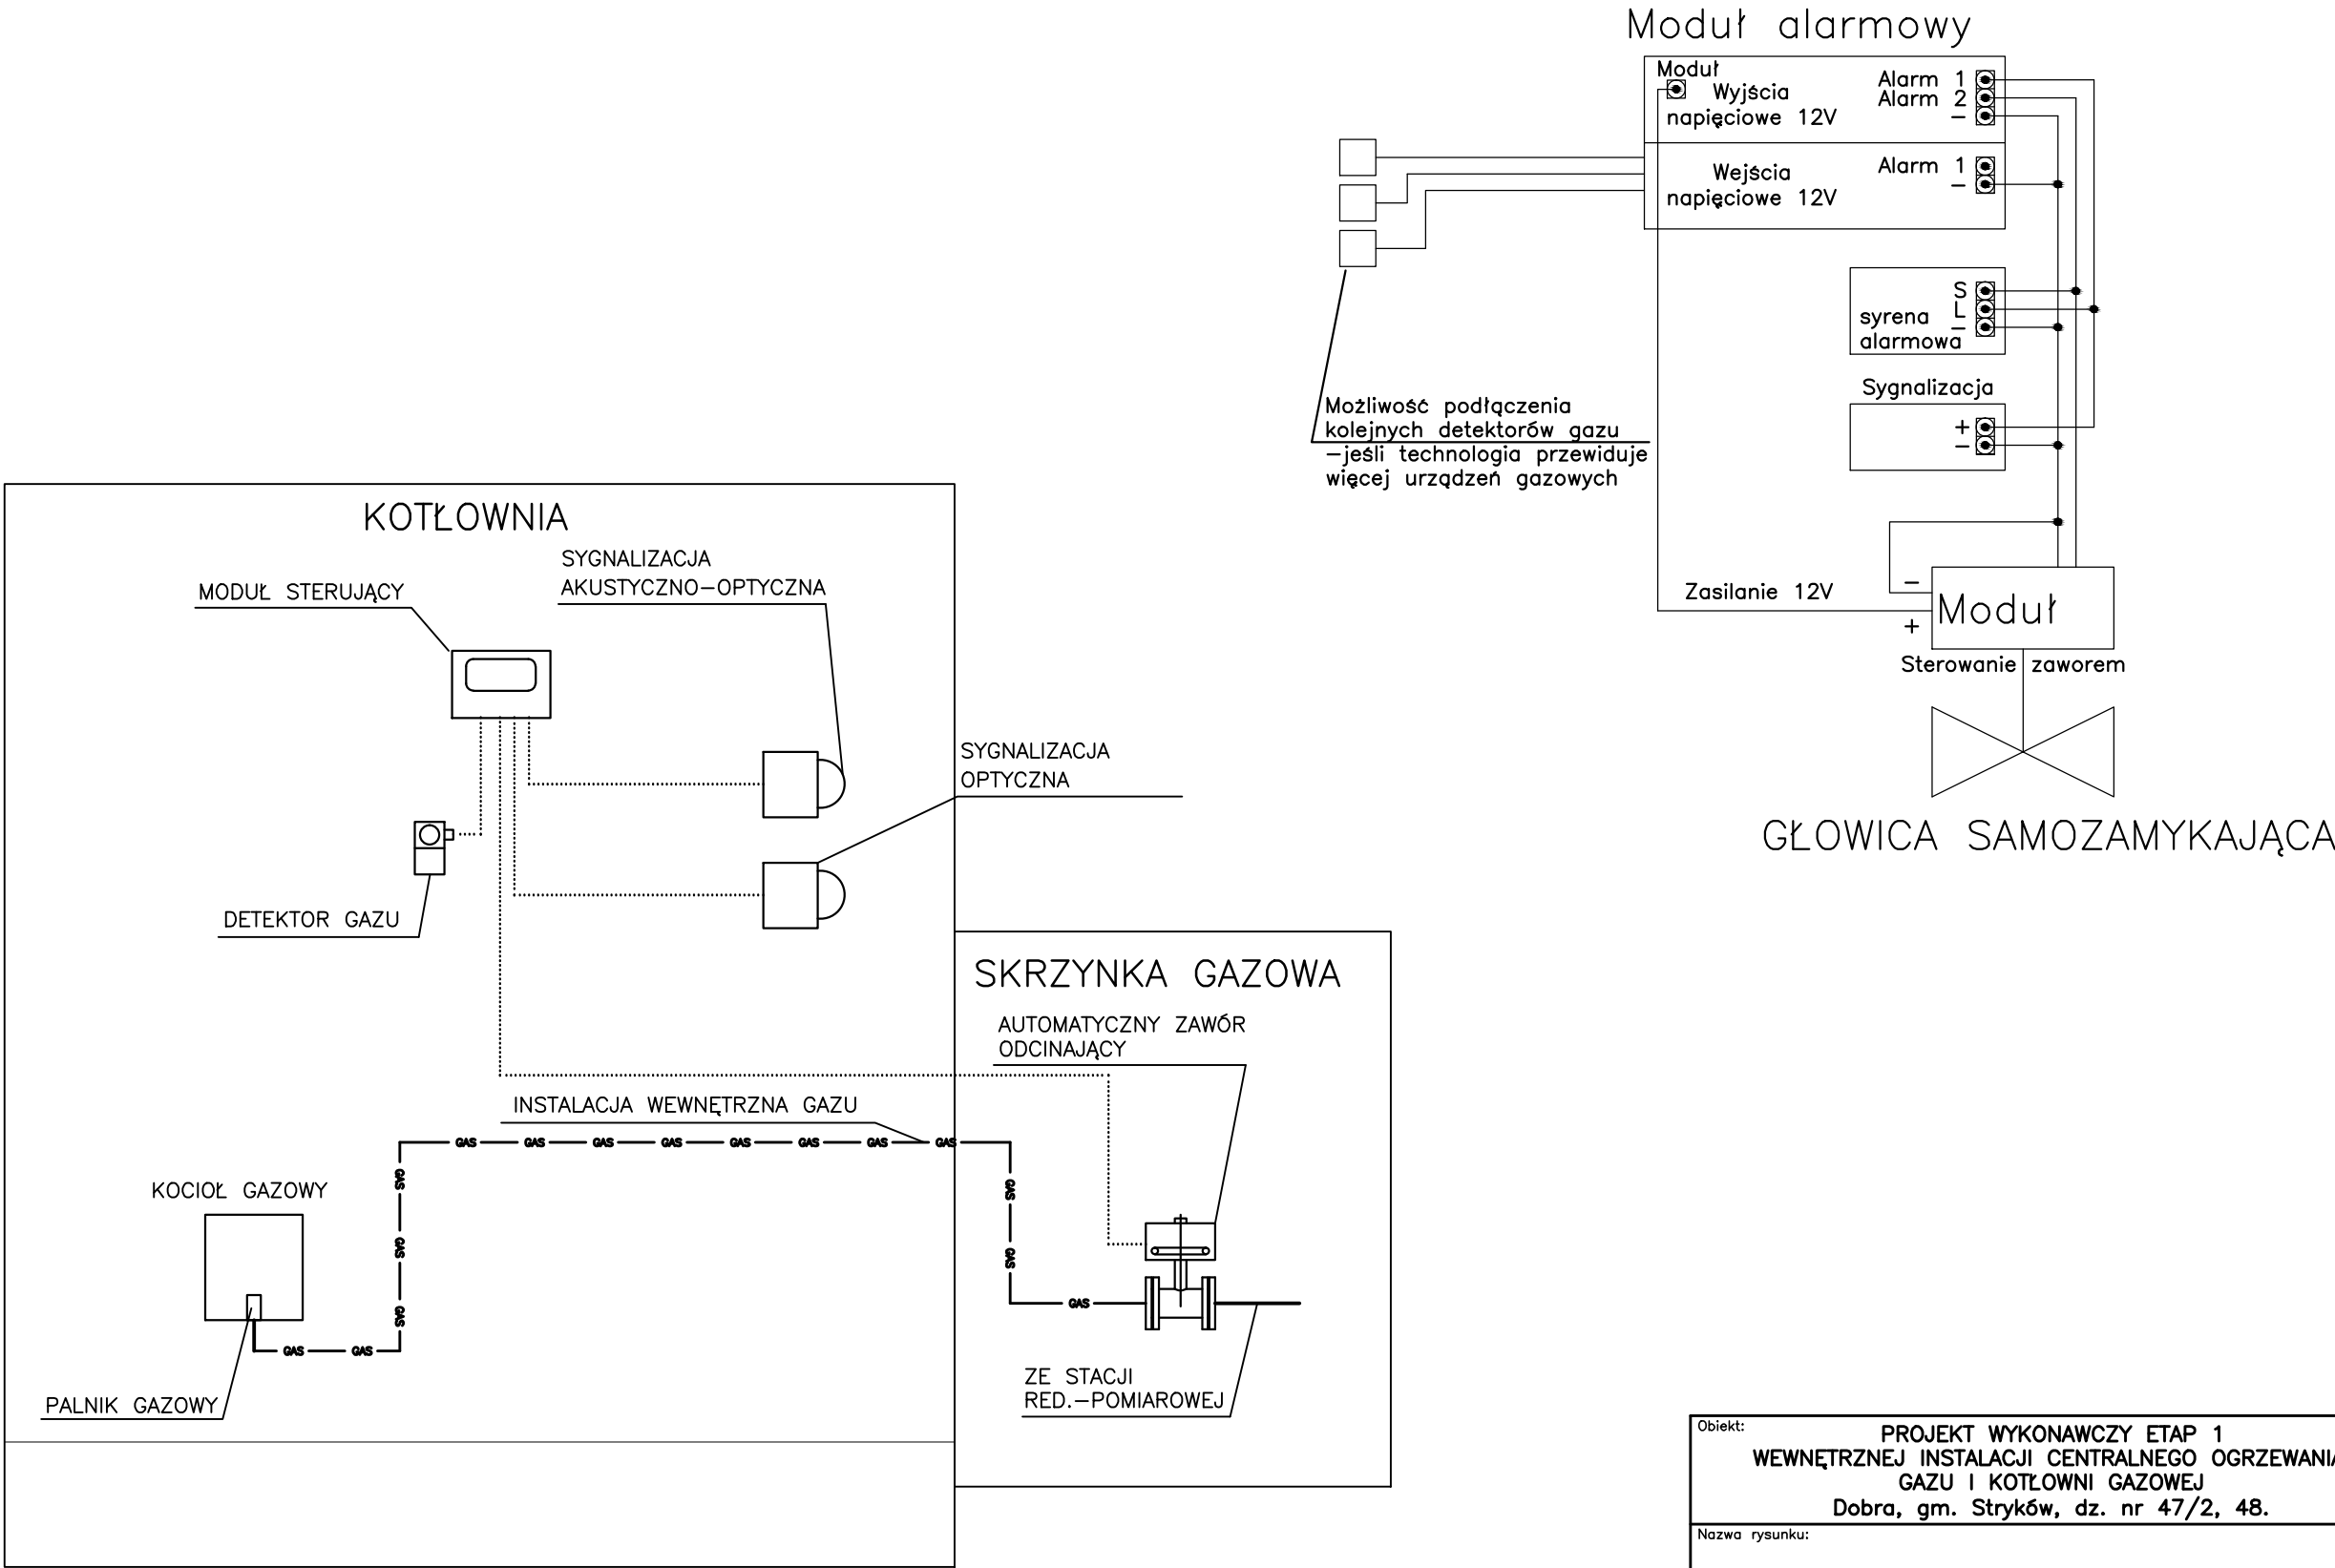 Moduł alarmowy
Moduł
Wyjścia
napięciowe 12V
Alarm 1
Alarm 2
–
Wejścia
napięciowe 12V
Alarm 1
–
S
L
–
syrena
alarmowa
Sygnalizacja
+
–
Możliwość podłączenia
kolejnych detektorów gazu
–jeśli technologia przewiduje
więcej urządzeń gazowych
Zasilanie 12V
–
+
Moduł
Sterowanie zaworem
GŁOWICA SAMOZAMYKAJĄCA
KOTŁOWNIA
MODUŁ STERUJĄCY
SYGNALIZACJA
AKUSTYCZNO–OPTYCZNA
SYGNALIZACJA
OPTYCZNA
DETEKTOR GAZU
SKRZYNKA GAZOWA
AUTOMATYCZNY ZAWÓR
ODCINAJĄCY
INSTALACJA WEWNĘTRZNA GAZU
GAS GAS GAS GAS GAS GAS GAS GAS
GAS
GAS
GAS
GAS
GAS
GAS
GAS GAS
KOCIOŁ GAZOWY
PALNIK GAZOWY
ZE STACJI
RED.–POMIAROWEJ
Obiekt:
PROJEKT WYKONAWCZY ETAP 1
WEWNĘTRZNEJ INSTALACJI CENTRALNEGO OGRZEWANIA
GAZU I KOTŁOWNI GAZOWEJ
Dobra, gm. Stryków, dz. nr 47/2, 48.
Nazwa rysunku: